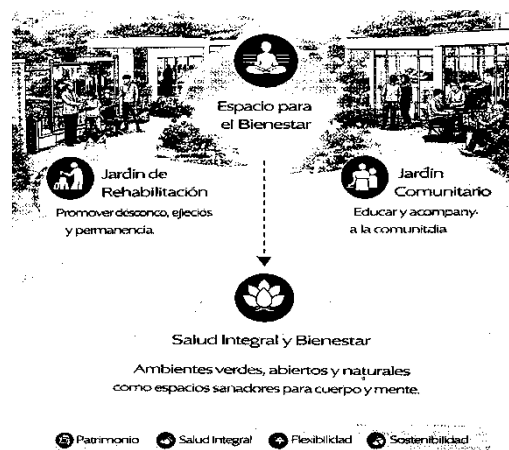 Espacio para
el Bienestar
Jardín de
Rehabilitación
Promover desconco, ejlecios
y permanencia.
Jardín
Comunitario
Educar y acompany-
a la comunitdia
Salud Integral y Bienestar
Ambientes verdes, abiertos y naturales
como espacios sanadores para cuerpo y mente.
Patrimonio Salud Integral Flexibilidad Sostenibilidad